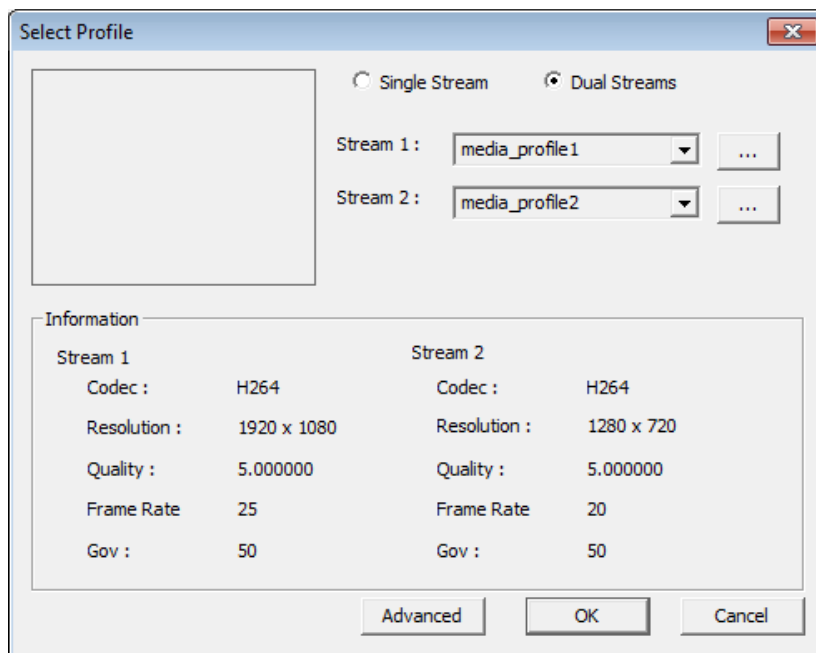 Select Profile
Single Stream Dual Streams
Stream 1 : media_profile1 ...
Stream 2 : media_profile2 ...
Information
Stream 1 Stream 2
Codec : H264 Codec : H264
Resolution : 1920 x 1080 Resolution : 1280 x 720
Quality : 5.000000 Quality : 5.000000
Frame Rate 25 Frame Rate 20
Gov : 50 Gov : 50
Advanced OK Cancel